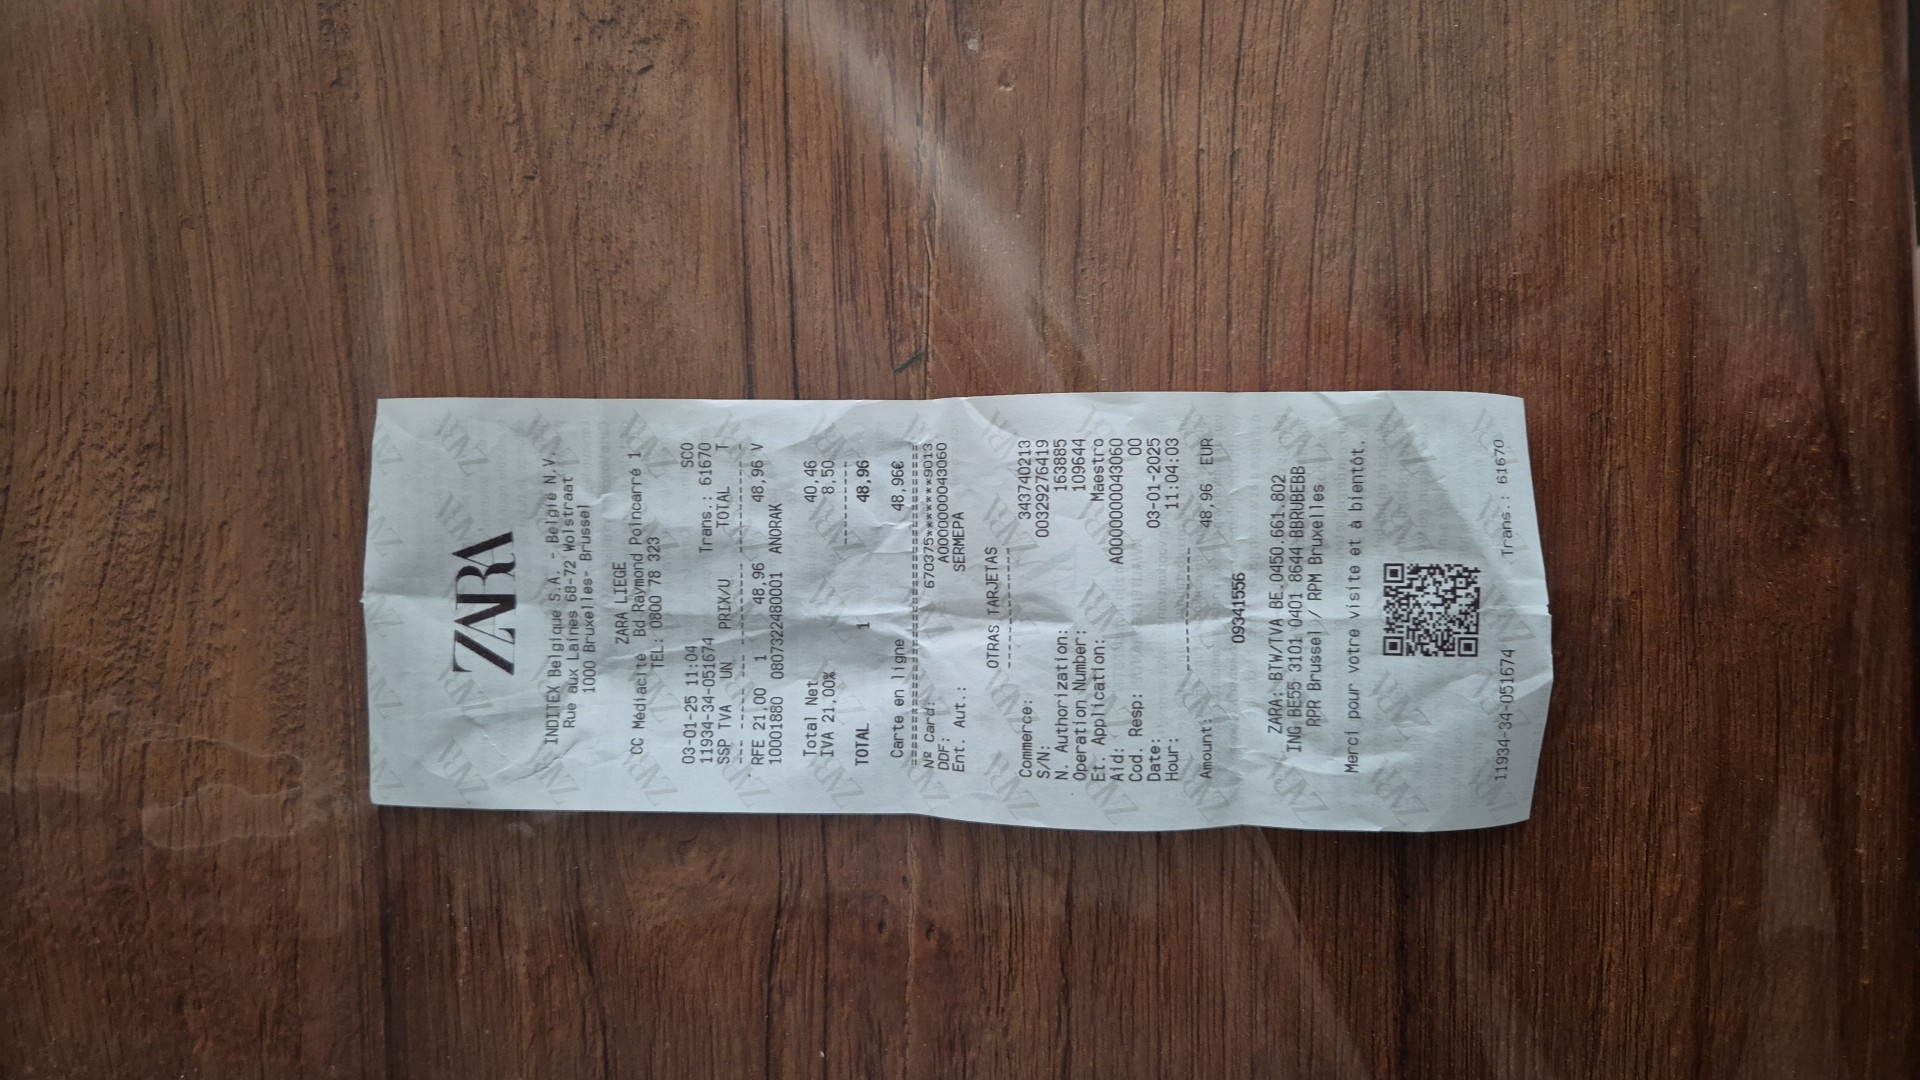 ZARA
INDITEX Belgique S.A. - Belgie N.V.
Rue aux Laines 68-72 Wolstraat
1000 Bruxelles- Brussel
ZARA LIEGE
CC Médiacité Bd Raymond Poincarré 1
TEL: 0800 78 323
03-01-25 11:04 SCO
11934-34-051674 Trans.: 61670
SSP TVA UN PRIX/U TOTAL T
RFE 21,00 1 48,96 48,96 V
10001880 08073224800001 ANORAK
Total Net 40,46
IVA 21,00% 8,50
TOTAL 1 48,96
Carte en ligne 48,96€
Nº Card: 670375*********9013
DDF: A0000000043060
Ent. Aut.: SERMEPA
OTRAS TARJETAS
Commerce: 343740213
S/N: 00329276419
N. Authorization: 163885
Operation Number: 109644
Et. Application: Maestro
Aid: A0000000043060
Cod. Resp: 00
Date: 03-01-2025
Hour: 11:04:03
Amount: 48,96 EUR
09341556
ZARA: BTW/TVA BE.0450.661.802
ING BE55 3101 0401 8644 BBRUBEBB
RPR Brussel / RPM Bruxelles
Merci pour votre visite et à bientôt.
11934-34-051674 Trans.: 61670